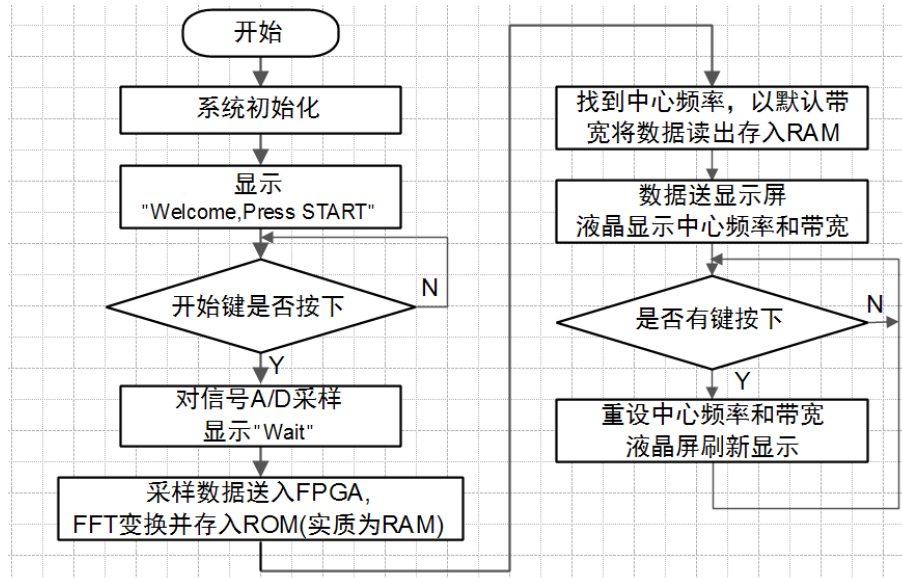 开始
系统初始化
显示
"Welcome,Press START"
开始键是否按下
N
Y
对信号A/D采样
显示"Wait"
采样数据送入FPGA,
FFT变换并存入ROM(实质为RAM)
找到中心频率，以默认带
宽将数据读出存入RAM
数据送显示屏
液晶显示中心频率和带宽
是否有键按下
N
Y
重设中心频率和带宽
液晶屏刷新显示